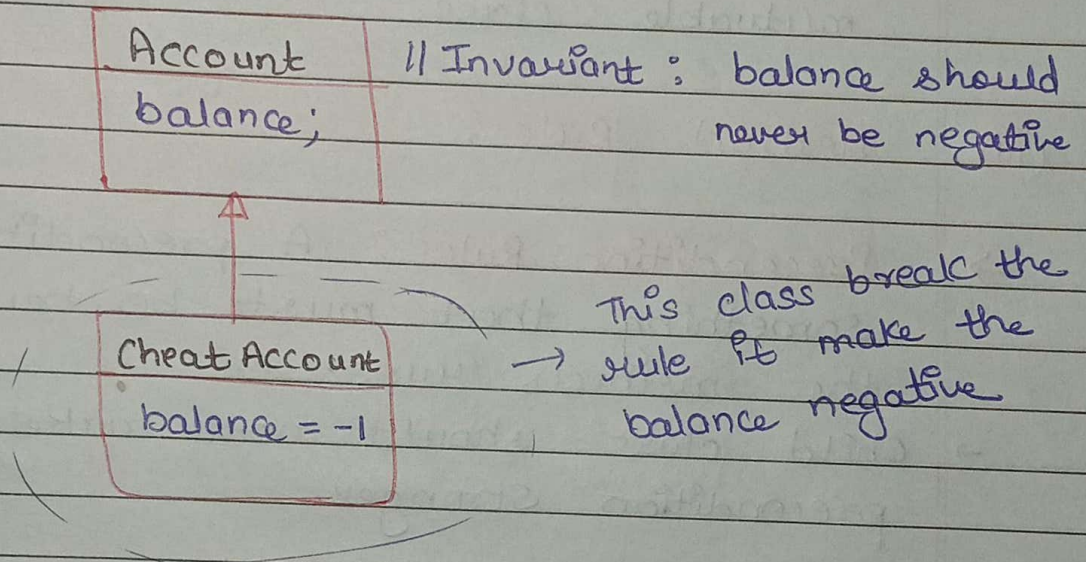 Account
balance;
// Invariant : balance should
never be negative
This class break the
→ rule it make the
balance negative
Cheat Account
balance = -1